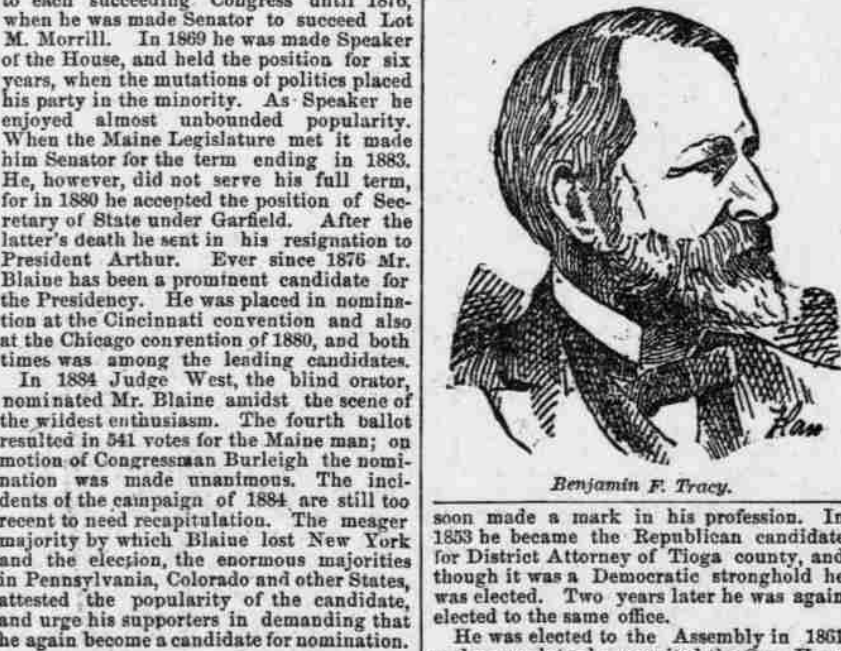 to each succeeding Congress until 1876,
when he was made Senator to succeed Lot
M. Morrill. In 1869 he was made Speaker
of the House, and held the position for six
years, when the mutations of politics placed
his party in the minority. As Speaker he
enjoyed almost unbounded popularity.
When the Maine Legislature met it made
him Senator for the term ending in 1883.
He, however, did not serve his full term,
for in 1880 he accepted the position of Sec-
retary of State under Garfield. After the
latter's death he sent in his resignation to
President Arthur. Ever since 1876 Mr.
Blaine has been a prominent candidate for
the Presidency. He was placed in nomina-
tion at the Cincinnati convention and also
at the Chicago convention of 1880, and both
times was among the leading candidates.
In 1884 Judge West, the blind orator,
nominated Mr. Blaine amidst the scene of
the wildest enthusiasm. The fourth ballot
resulted in 541 votes for the Maine man; on
motion of Congressman Burleigh the nomi-
nation was made unanimous. The inci-
dents of the campaign of 1884 are still too
recent to need recapitulation. The meager
majority by which Blaine lost New York
and the election, the enormous majorities
in Pennsylvania, Colorado and other States,
attested the popularity of the candidate,
and urge his supporters in demanding that
he again become a candidate for nomination.
Benjamin F. Tracy.
soon made a mark in his profession. In
1853 he became the Republican candidate
for District Attorney of Tioga county, and
though it was a Democratic stronghold he
was elected. Two years later he was again
elected to the same office.
He was elected to the Assembly in 1861